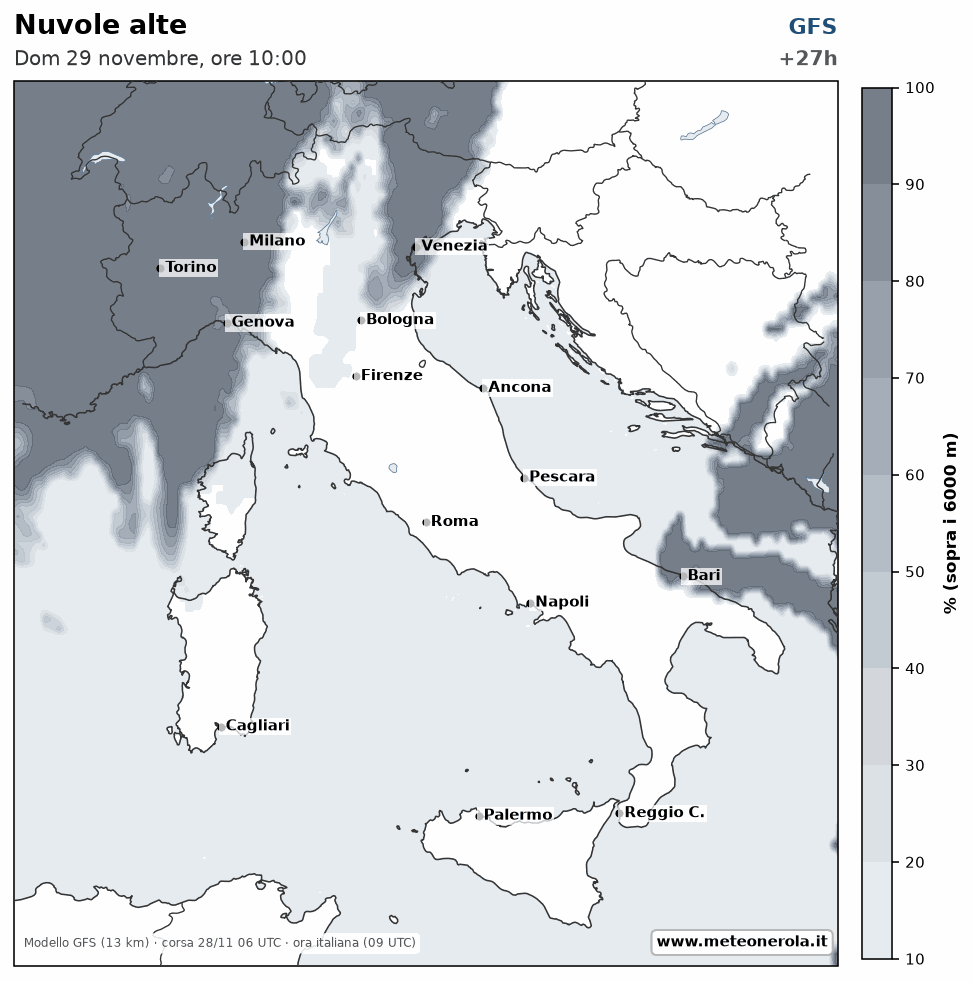 Nuvole alte
GFS
Dom 29 novembre, ore 10:00
+27h
100
90
80
70
60
50
40
30
20
10
% (sopra i 6000 m)
Milano
Venezia
Torino
Genova
Bologna
Firenze
Ancona
Pescara
Roma
Bari
Napoli
Cagliari
Palermo
Reggio C.
Modello GFS (13 km) · corsa 28/11 06 UTC · ora italiana (09 UTC)
www.meteonerola.it